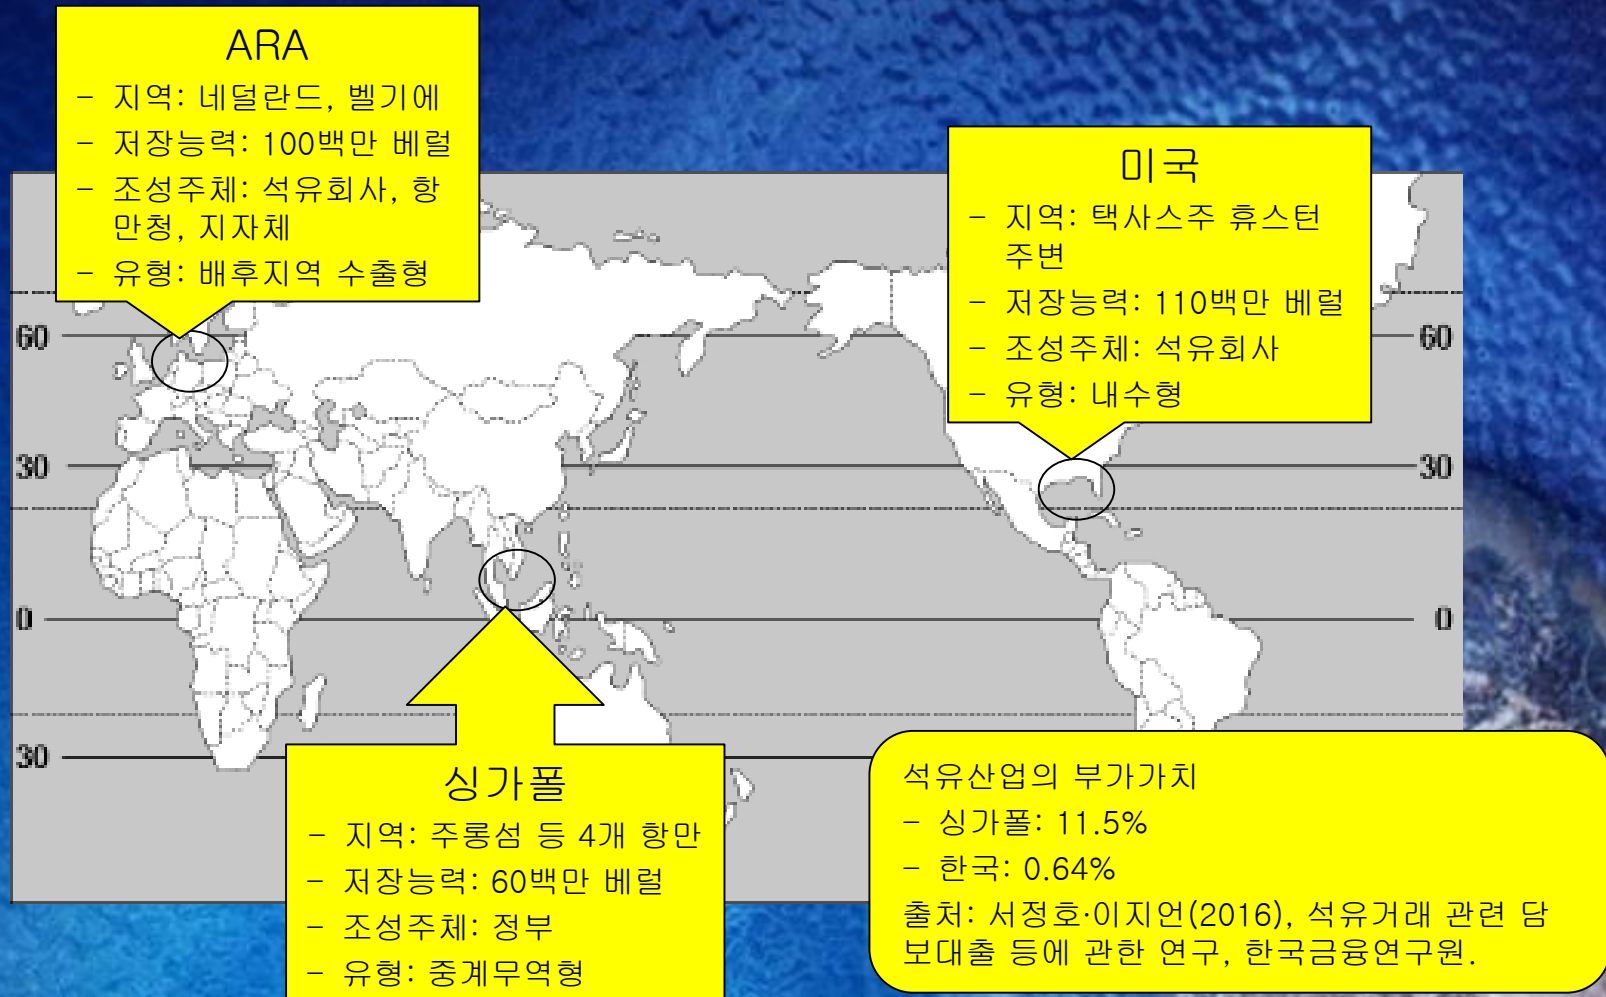 ARA
- 지역: 네덜란드, 벨기에
- 저장능력: 100백만 베럴
- 조성주체: 석유회사, 항
만청, 지자체
- 유형: 배후지역 수출형
미국
- 지역: 택사스주 휴스턴
주변
- 저장능력: 110백만 베럴
- 조성주체: 석유회사
- 유형: 내수형
60
60
30
30
0
0
30
싱가폴
- 지역: 주롱섬 등 4개 항만
- 저장능력: 60백만 베럴
- 조성주체: 정부
- 유형: 중계무역형
석유산업의 부가가치
- 싱가폴: 11.5%
- 한국: 0.64%
출처: 서정호·이지언(2016), 석유거래 관련 담
보대출 등에 관한 연구, 한국금융연구원.